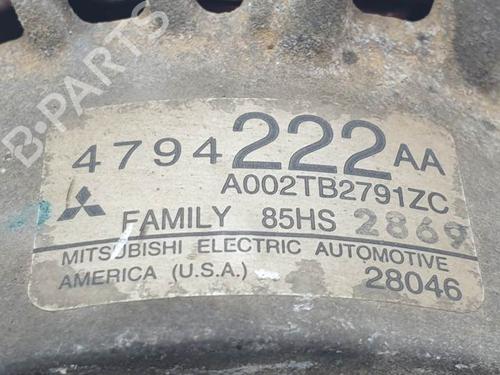 B-PARTS
4794222AA
A002TB2791ZC
FAMILY 85HS 2869
MITSUBISHI ELECTRIC AUTOMOTIVE
AMERICA (U.S.A.) 28046